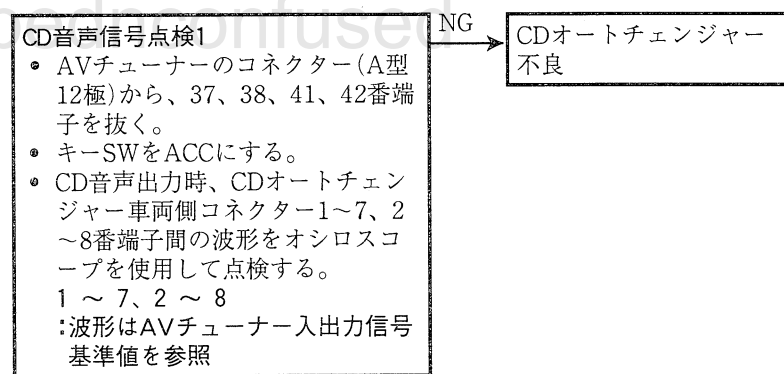 CD音声信号点検1
● AVチューナーのコネクター(A型
12極)から、37、38、41、42番端
子を抜く。
● キーSWをACCにする。
● CD音声出力時、CDオートチェン
ジャー車両側コネクター1～7、2
～8番端子間の波形をオシロスコ
ープを使用して点検する。
1 ～ 7、2 ～ 8
:波形はAVチューナー入出力信号
基準値を参照
NG
CDオートチェンジャー
不良